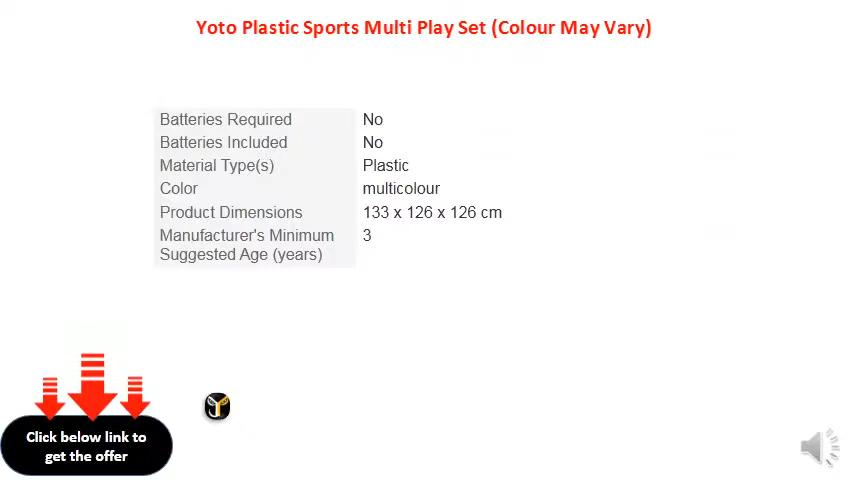 Yoto Plastic Sports Multi Play Set (Colour May Vary)
Batteries Required No
Batteries Included No
Material Type(s) Plastic
Color multicolour
Product Dimensions 133 x 126 x 126 cm
Manufacturer's Minimum 3
Suggested Age (years)
Click below link to
get the offer